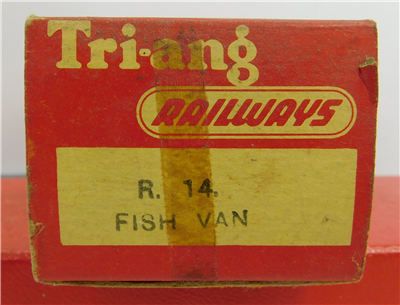 Tri-ang
RAILWAYS
R. 14.
FISH VAN